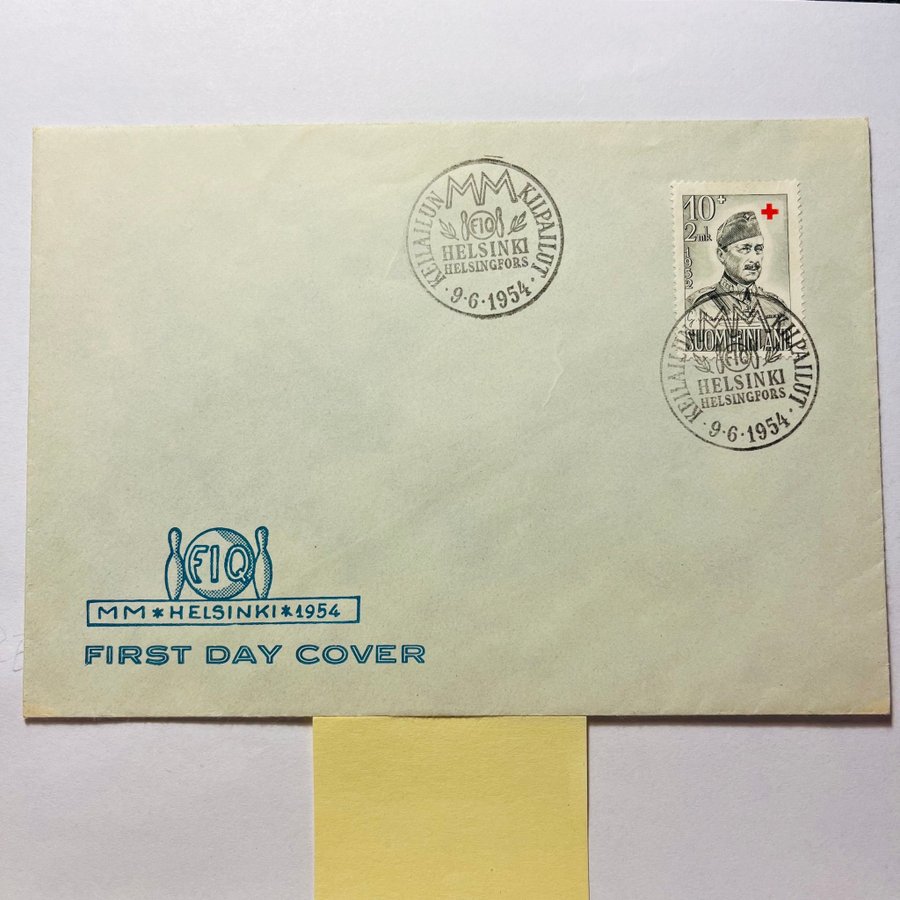 KEILAILUN MM KILPAILUT
FIQ
HELSINKI
HELSINGFORS
· 9·6·1954 ·
10+
2½ mk
1952
SUOMI FINLAND
KEILAILUN MM KILPAILUT
FIQ
HELSINKI
HELSINGFORS
· 9·6·1954 ·
FIQ
MM * HELSINKI * 1954
FIRST DAY COVER